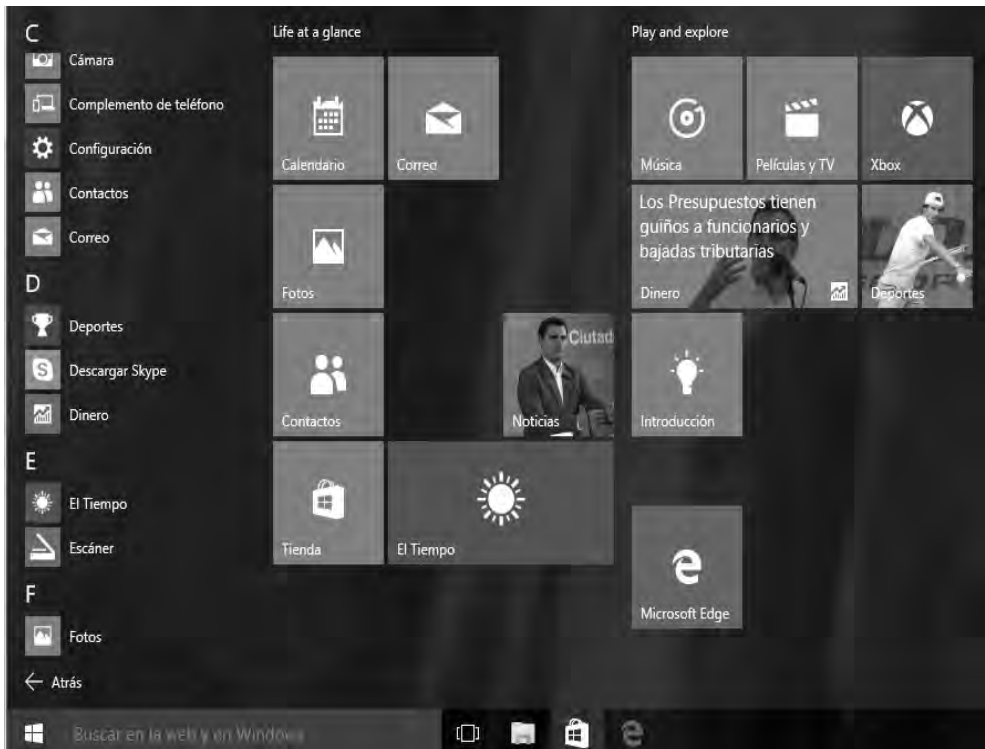 C
Cámara
Complemento de teléfono
Configuración
Contactos
Correo
D
Deportes
Descargar Skype
Dinero
E
El Tiempo
Escáner
F
Fotos
Atrás
Life at a glance
Calendario
Correo
Fotos
Contactos
Ciutad
Noticias
Tienda
El Tiempo
Play and explore
Música
Películas y TV
Xbox
Los Presupuestos tienen
guiños a funcionarios y
bajadas tributarias
Dinero
Deportes
Introducción
Microsoft Edge
Buscar en la web y en Windows